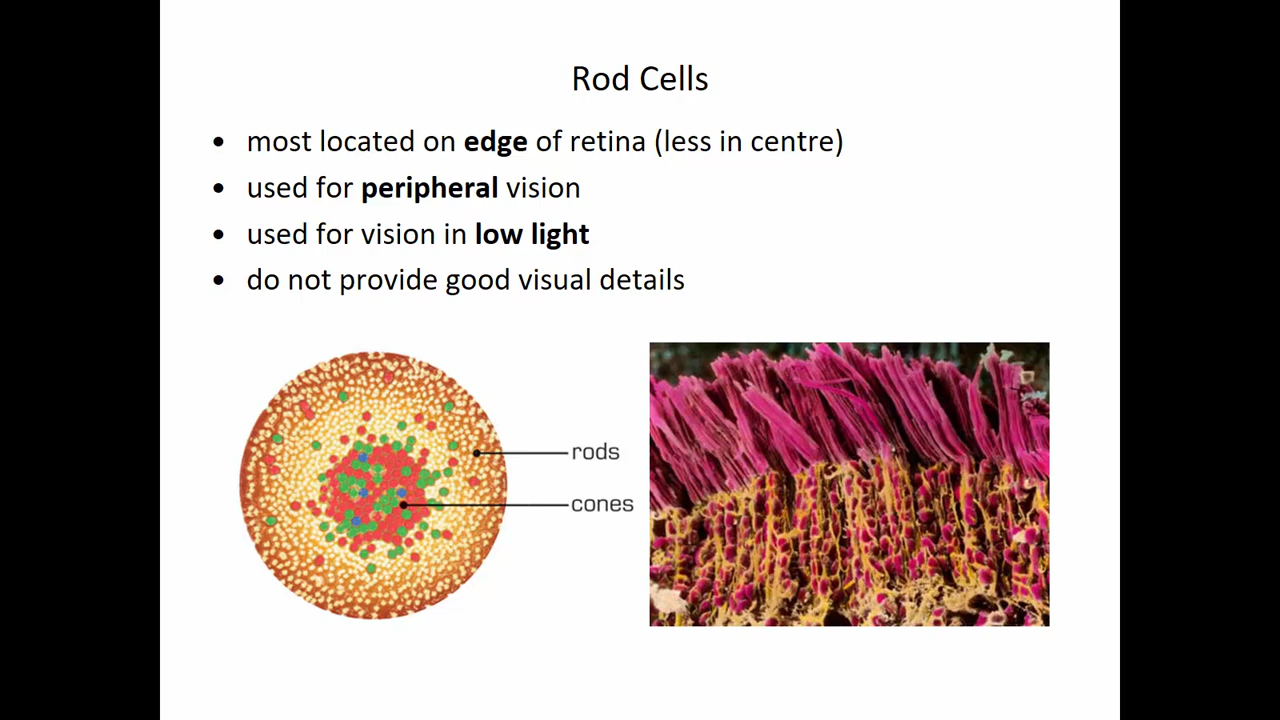 Rod Cells
• most located on edge of retina (less in centre)
• used for peripheral vision
• used for vision in low light
• do not provide good visual details
rods
cones